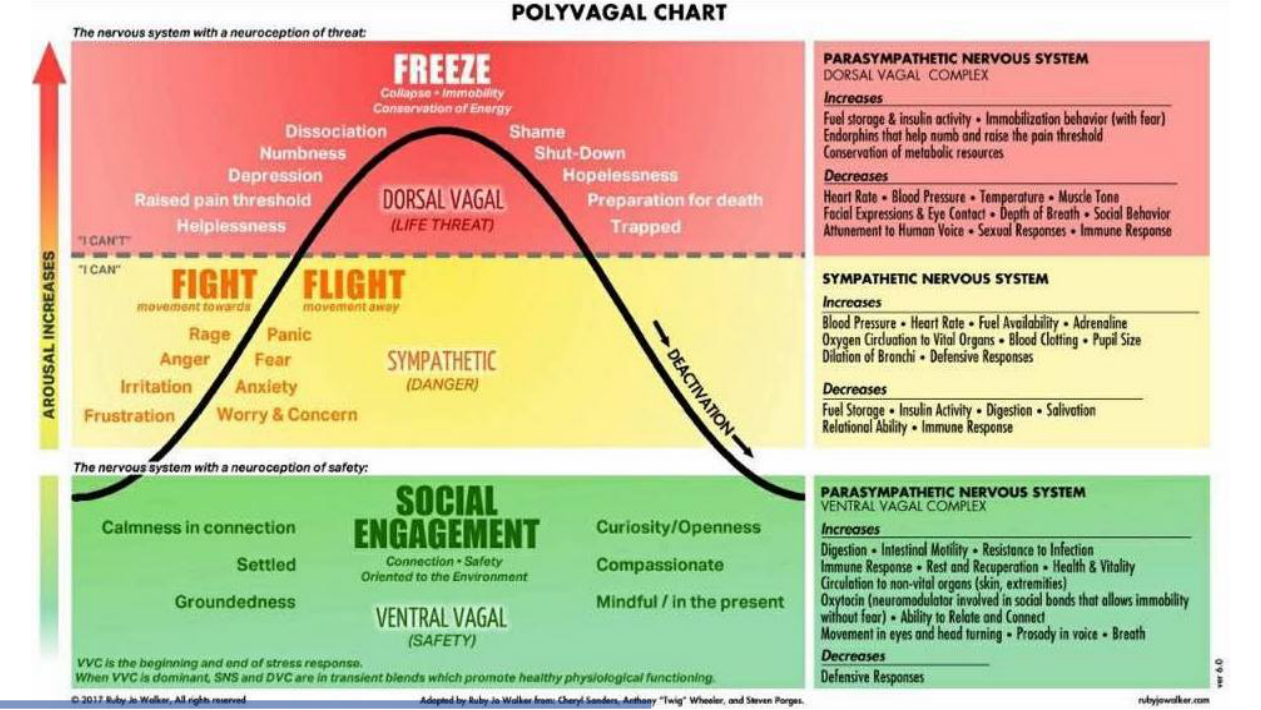 POLYVAGAL CHART
The nervous system with a neuroception of threat:
FREEZE
Collapse • Immobility
Conservation of Energy
Dissociation
Numbness
Depression
Raised pain threshold
Helplessness
Shame
Shut-Down
Hopelessness
Preparation for death
Trapped
DORSAL VAGAL
(LIFE THREAT)
"I CAN'T"
"I CAN"
FIGHT
movement towards
FLIGHT
movement away
Rage
Anger
Irritation
Frustration
Panic
Fear
Anxiety
Worry & Concern
SYMPATHETIC
(DANGER)
DEACTIVATION
AROUSAL INCREASES
The nervous system with a neuroception of safety:
SOCIAL
ENGAGEMENT
Connection • Safety
Oriented to the Environment
Calmness in connection
Settled
Groundedness
Curiosity/Openness
Compassionate
Mindful / in the present
VENTRAL VAGAL
(SAFETY)
VVC is the beginning and end of stress response.
When VVC is dominant, SNS and DVC are in transient blends which promote healthy physiological functioning.
PARASYMPATHETIC NERVOUS SYSTEM
DORSAL VAGAL COMPLEX
Increases
Fuel storage & insulin activity • Immobilization behavior (with fear)
Endorphins that help numb and raise the pain threshold
Conservation of metabolic resources
Decreases
Heart Rate • Blood Pressure • Temperature • Muscle Tone
Facial Expressions & Eye Contact • Depth of Breath • Social Behavior
Attunement to Human Voice • Sexual Responses • Immune Response
SYMPATHETIC NERVOUS SYSTEM
Increases
Blood Pressure • Heart Rate • Fuel Availability • Adrenaline
Oxygen Circluation to Vital Organs • Blood Clotting • Pupil Size
Dilation of Bronchi • Defensive Responses
Decreases
Fuel Storage • Insulin Activity • Digestion • Salivation
Relational Ability • Immune Response
PARASYMPATHETIC NERVOUS SYSTEM
VENTRAL VAGAL COMPLEX
Increases
Digestion • Intestinal Motility • Resistance to Infection
Immune Response • Rest and Recuperation • Health & Vitality
Circulation to non-vital organs (skin, extremities)
Oxytocin (neuromodulator involved in social bonds that allows immobility
without fear) • Ability to Relate and Connect
Movement in eyes and head turning • Prosody in voice • Breath
Decreases
Defensive Responses
© 2017 Ruby Jo Walker, All rights reserved
Adapted by Ruby Jo Walker from: Cheryl Sanders, Anthony "Twig" Wheeler, and Steven Porges.
rubyjowalker.com
ver 6.0